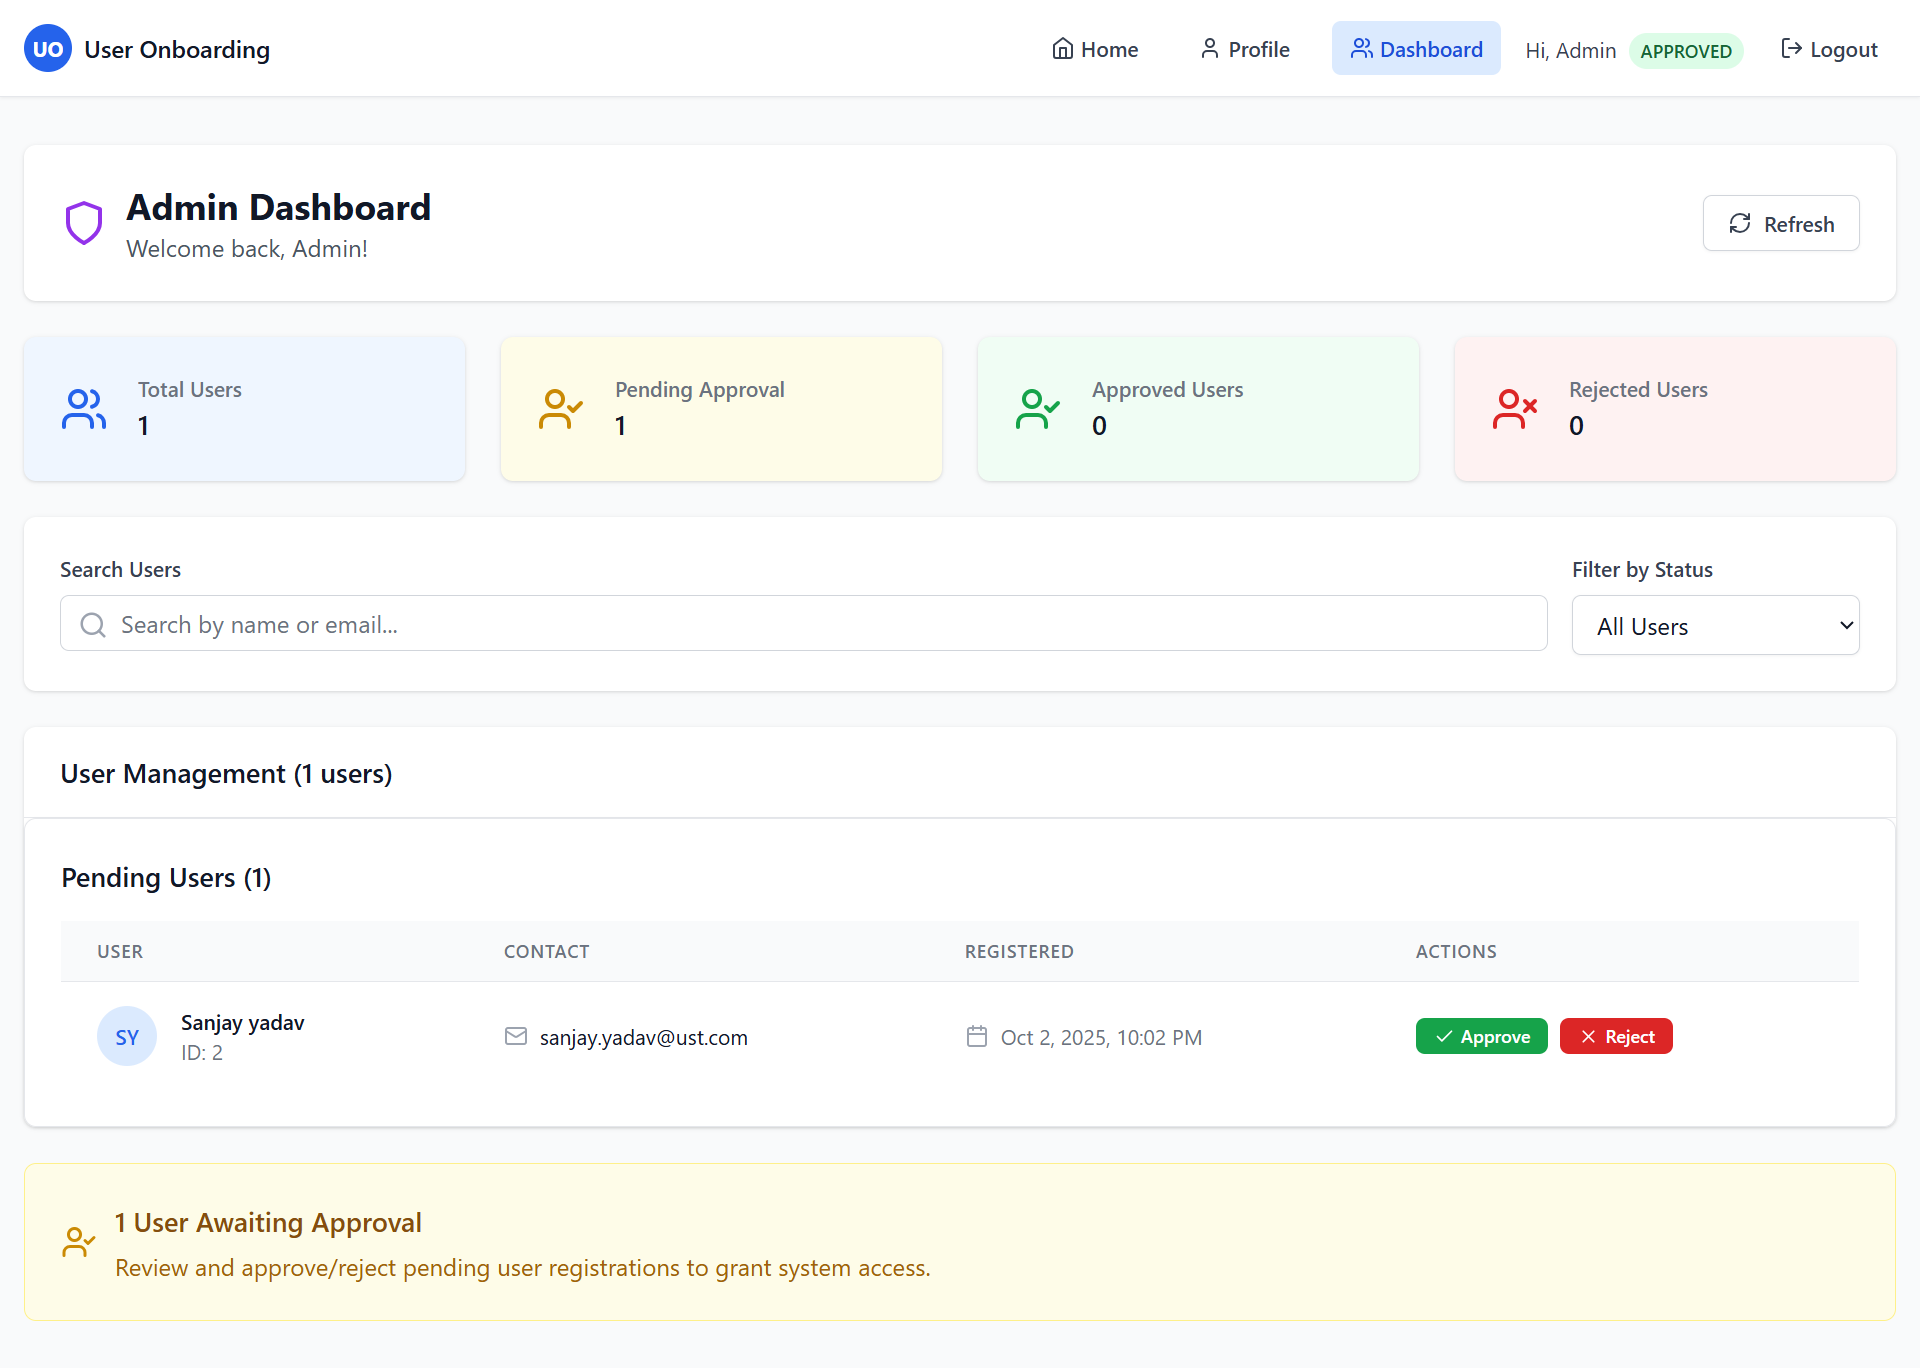 UO User Onboarding
Home Profile Dashboard Hi, Admin APPROVED Logout
Admin Dashboard
Welcome back, Admin!
Refresh
Total Users
1
Pending Approval
1
Approved Users
0
Rejected Users
0
Search Users
Search by name or email...
Filter by Status
All Users
User Management (1 users)
Pending Users (1)
USER CONTACT REGISTERED ACTIONS
SY
Sanjay yadav
ID: 2
sanjay.yadav@ust.com
Oct 2, 2025, 10:02 PM
Approve Reject
1 User Awaiting Approval
Review and approve/reject pending user registrations to grant system access.